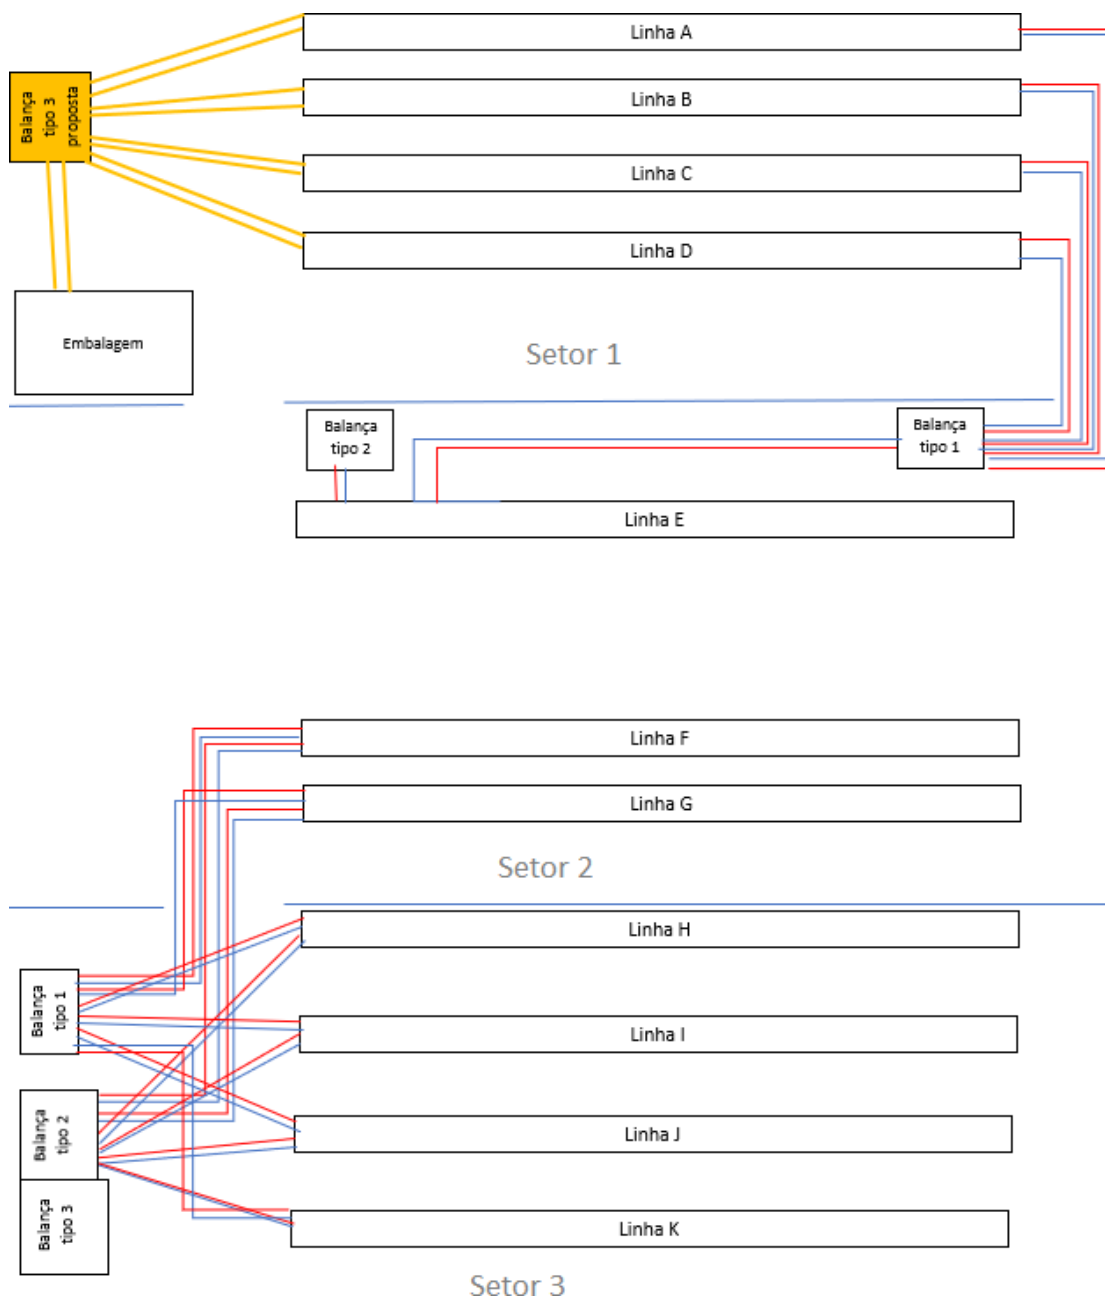 Linha A
Balança
tipo 3
proposta
Linha B
Linha C
Linha D
Embalagem
Setor 1
Balança
tipo 2
Balança
tipo 1
Linha E
Linha F
Linha G
Setor 2
Linha H
Balança
tipo 1
Linha I
Balança
tipo 2
Linha J
Balança
tipo 3
Linha K
Setor 3